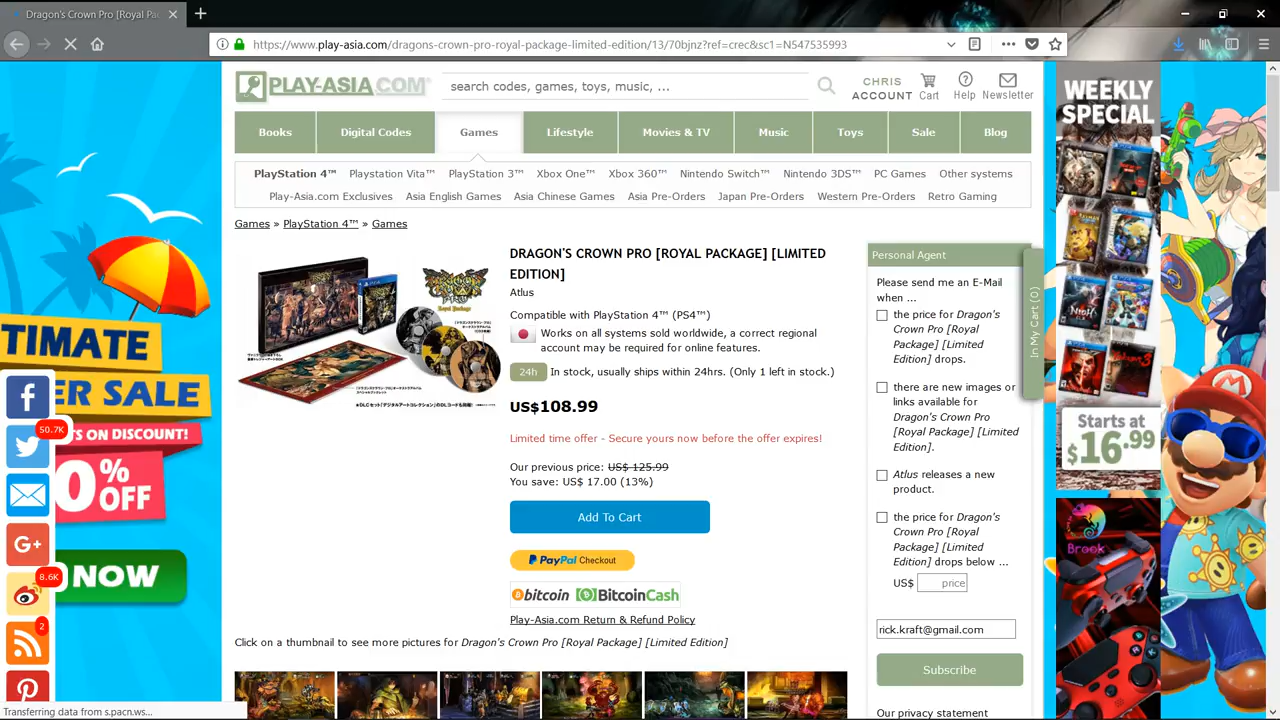 Dragon's Crown Pro [Royal Pac
https://www.play-asia.com/dragons-crown-pro-royal-package-limited-edition/13/70bjnz?ref=crec&sc1=N547535993
PLAY-ASIA.COM
search codes, games, toys, music, ...
CHRIS
ACCOUNT
Cart
Help
Newsletter
Books
Digital Codes
Games
Lifestyle
Movies & TV
Music
Toys
Sale
Blog
PlayStation 4™ Playstation Vita™ PlayStation 3™ Xbox One™ Xbox 360™ Nintendo Switch™ Nintendo 3DS™ PC Games Other systems
Play-Asia.com Exclusives Asia English Games Asia Chinese Games Asia Pre-Orders Japan Pre-Orders Western Pre-Orders Retro Gaming
Games » PlayStation 4™ » Games
DRAGON'S CROWN PRO [ROYAL PACKAGE] [LIMITED
EDITION]
Atlus
Compatible with PlayStation 4™ (PS4™)
Works on all systems sold worldwide, a correct regional
account may be required for online features.
24h In stock, usually ships within 24hrs. (Only 1 left in stock.)
US$108.99
Limited time offer - Secure yours now before the offer expires!
Our previous price: US$ 125.99
You save: US$ 17.00 (13%)
Add To Cart
PayPal Checkout
bitcoin BitcoinCash
Play-Asia.com Return & Refund Policy
Click on a thumbnail to see more pictures for Dragon's Crown Pro [Royal Package] [Limited Edition]
Personal Agent
Please send me an E-Mail
when ...
the price for Dragon's
Crown Pro [Royal
Package] [Limited
Edition] drops.
there are new images or
links available for
Dragon's Crown Pro
[Royal Package] [Limited
Edition].
Atlus releases a new
product.
the price for Dragon's
Crown Pro [Royal
Package] [Limited
Edition] drops below ...
US$ price
rick.kraft@gmail.com
Subscribe
Our privacy statement
In My Cart (0)
WEEKLY
SPECIAL
Starts at
$16.99
Brook
TIMATE
ER SALE
TS ON DISCOUNT!
0%
OFF
NOW
50.7K
G+
8.6K
2
Transferring data from s.pacn.ws...